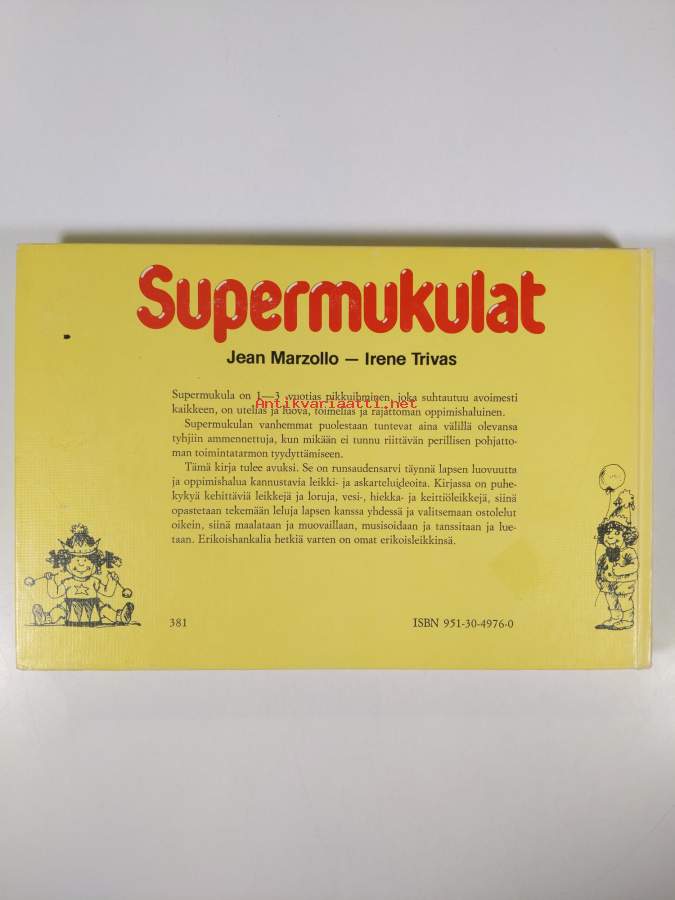 Supermukulat
Jean Marzollo — Irene Trivas
Supermukula on 1—3 vuotias pikkuihminen, joka suhtautuu avoimesti
Antikvariaatti.net
kaikkeen, on utelias ja luova, toimelias ja rajattoman oppimishaluinen.
Supermukulan vanhemmat puolestaan tuntevat aina välillä olevansa
tyhjiin ammennettuja, kun mikään ei tunnu riittävän perillisen pohjatto-
man toimintatarmon tyydyttämiseen.
Tämä kirja tulee avuksi. Se on runsaudensarvi täynnä lapsen luovuutta
ja oppimishalua kannustavia leikki- ja askarteluideoita. Kirjassa on puhe-
kykyä kehittäviä leikkejä ja loruja, vesi-, hiekka- ja keittiöleikkejä, siinä
opastetaan tekemään leluja lapsen kanssa yhdessä ja valitsemaan ostolelut
oikein, siinä maalataan ja muovaillaan, musisoidaan ja tanssitaan ja lue-
taan. Erikoishankalia hetkiä varten on omat erikoisleikkinsä.
381
ISBN 951-30-4976-0